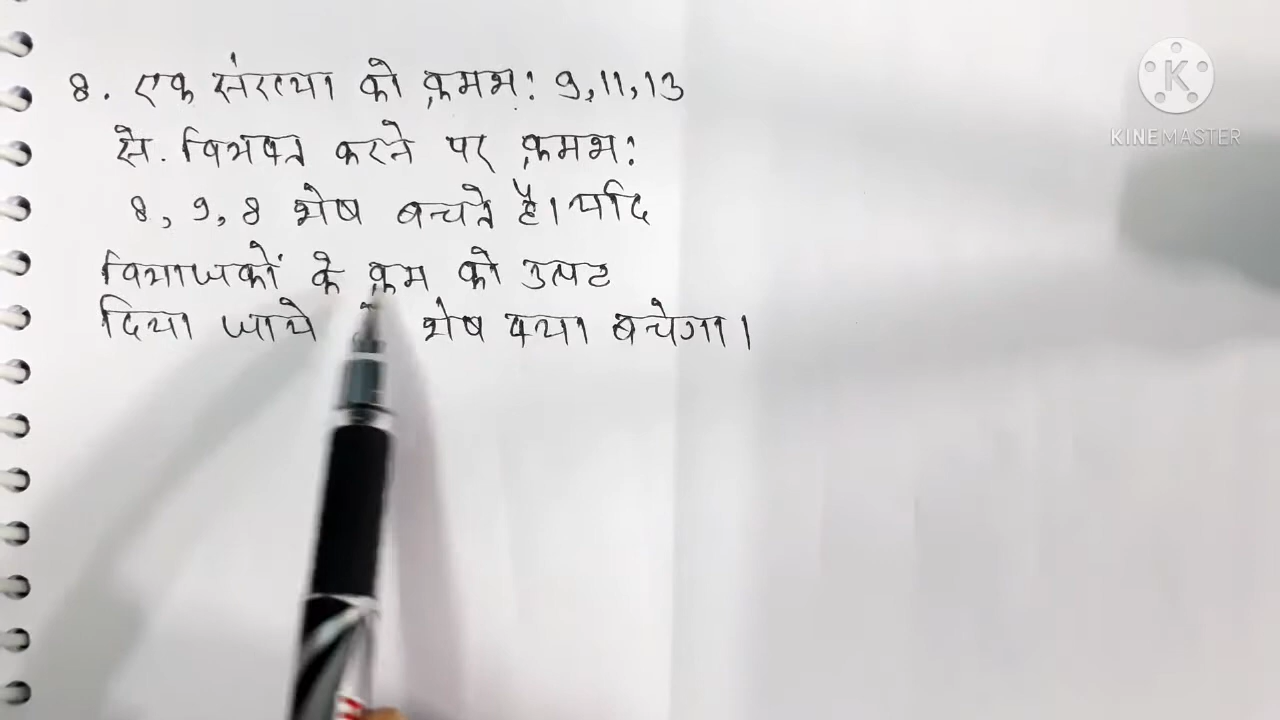 8. एक संख्या को क्रमशः 9,11,13
से. विभक्त करने पर क्रमशः
8, 9, 8 शेष बचते है। यदि
विभाजकों के क्रम को उलट
दिया जाये शेष क्या बचेगा।
KINEMASTER